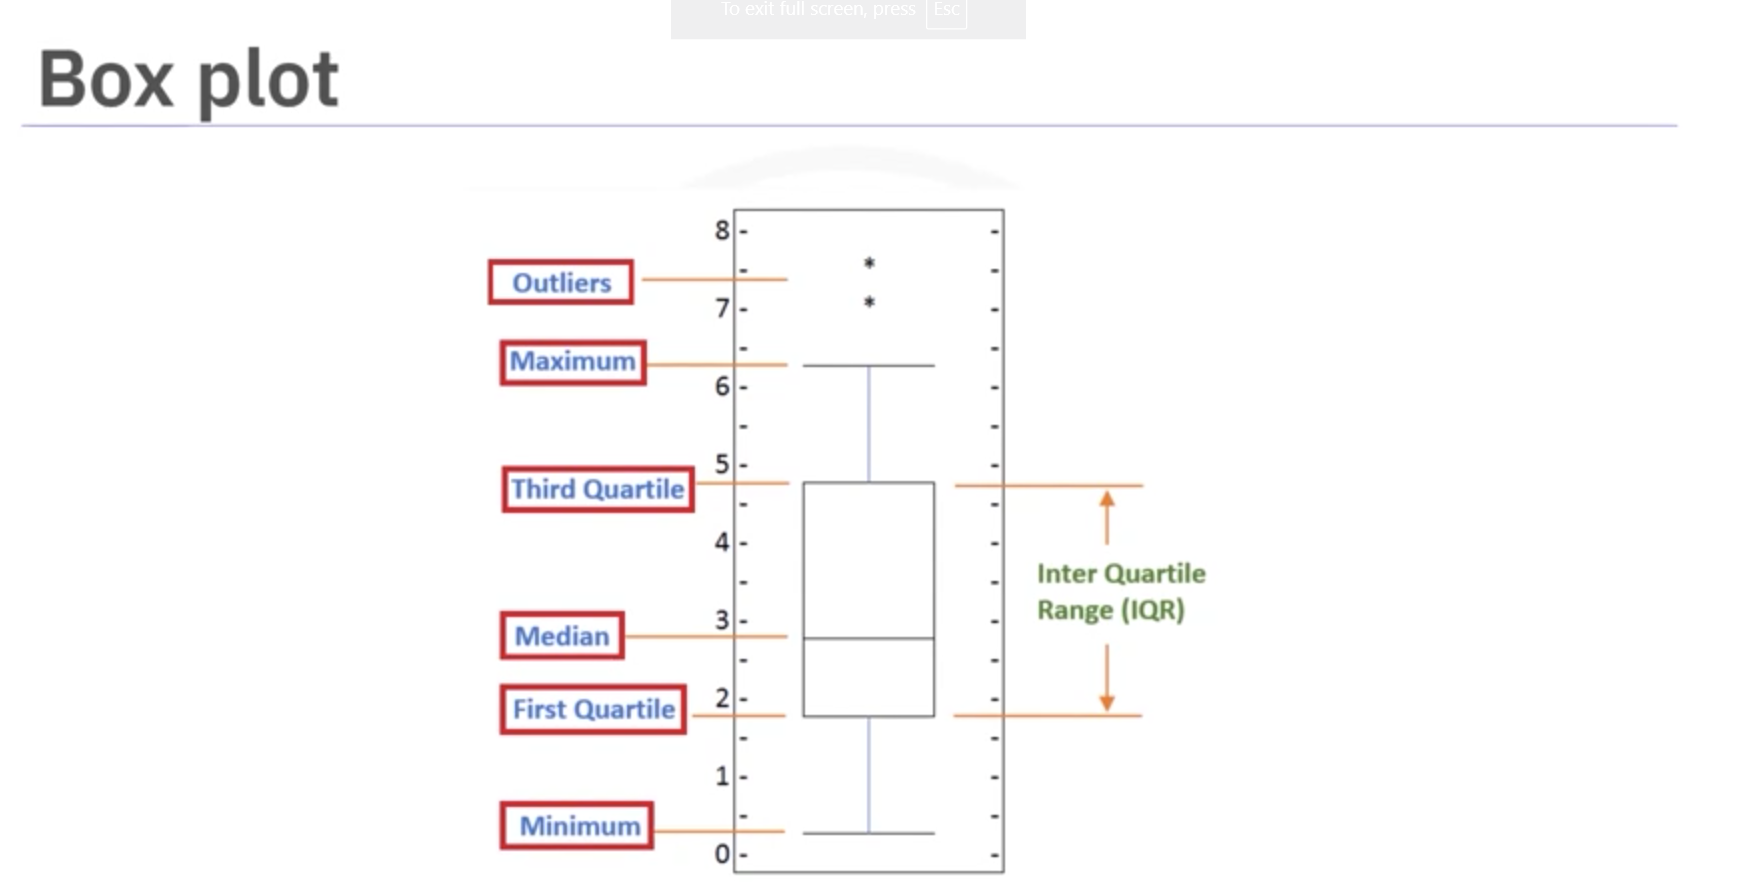 To exit full screen, press Esc
Box plot
8
Outliers
7
Maximum
6
5
Third Quartile
4
Inter Quartile
Range (IQR)
3
Median
2
First Quartile
1
Minimum
0